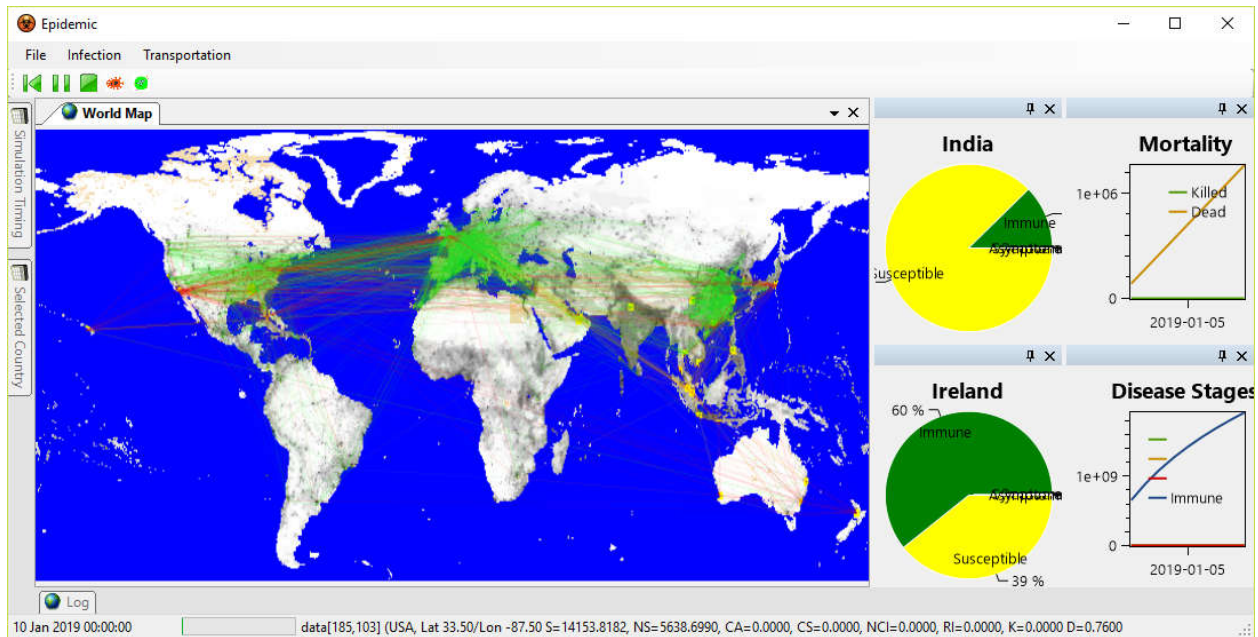 Epidemic
File Infection Transportation
World Map
Simulation Timing
Selected Country
India
Immune
Susceptible
Mortality
1e+06
Killed
Dead
0
2019-01-05
Ireland
60 %
Immune
Susceptible
39 %
Disease Stages
1e+09
Immune
0
2019-01-05
Log
10 Jan 2019 00:00:00 data[185,103] (USA, Lat 33.50/Lon -87.50 S=14153.8182, NS=5638.6990, CA=0.0000, CS=0.0000, NCI=0.0000, RI=0.0000, K=0.0000 D=0.7600